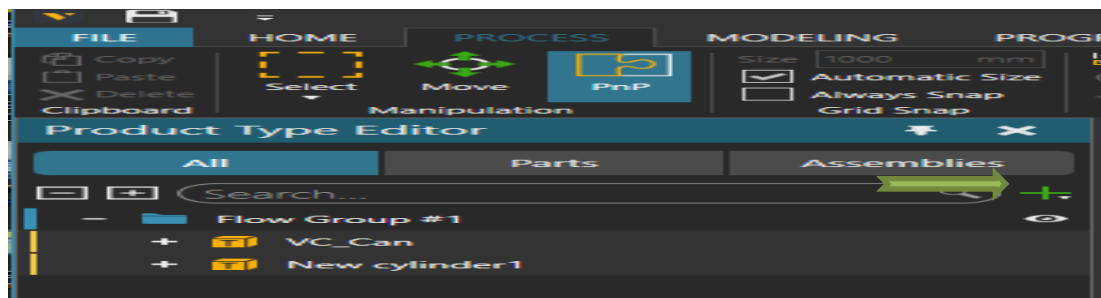 FILE HOME PROCESS MODELING PROG
Copy
Paste
Delete
Clipboard
Select Move PnP
Manipulation
Size 1000 mm
Automatic Size
Always Snap
Grid Snap
Product Type Editor
All Parts Assemblies
Search...
Flow Group #1
VC_Can
New cylinder1